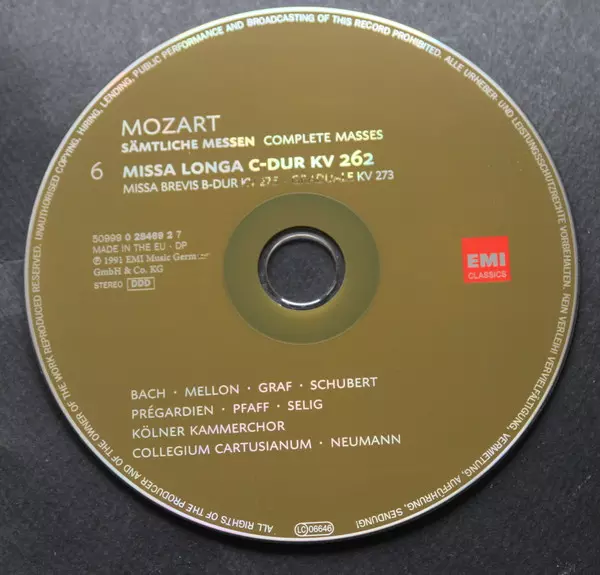 MOZART
SÄMTLICHE MESSEN COMPLETE MASSES
6 MISSA LONGA C-DUR KV 262
MISSA BREVIS B-DUR KV 275 · GRADUALE KV 273
50999 0 28469 2 7
MADE IN THE EU · DP
℗ 1991 EMI Music Germany
GmbH & Co. KG
STEREO DDD
EMI
CLASSICS
BACH · MELLON · GRAF · SCHUBERT
PRÉGARDIEN · PFAFF · SELIG
KÖLNER KAMMERCHOR
COLLEGIUM CARTUSIANUM · NEUMANN
LC 06646
ALL RIGHTS OF THE PRODUCER AND OF THE OWNER OF THE WORK REPRODUCED RESERVED. UNAUTHORISED COPYING, HIRING, LENDING, PUBLIC PERFORMANCE AND BROADCASTING OF THIS RECORD PROHIBITED. ALLE URHEBER- UND LEISTUNGSSCHUTZRECHTE VORBEHALTEN. KEIN VERLEIH! VERVIELFÄLTIGUNG, VERMIETUNG, AUFFÜHRUNG, SENDUNG!